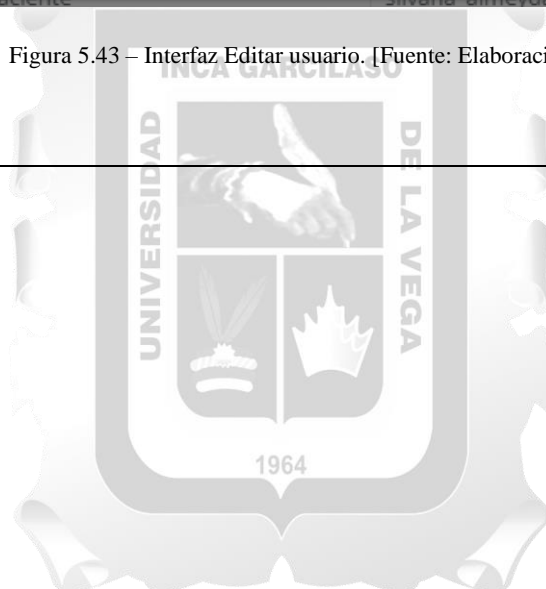 Figura 5.43 – Interfaz Editar usuario. [Fuente: Elaboraci
INCA GARCILASO
UNIVERSIDAD
DE LA VEGA
1964